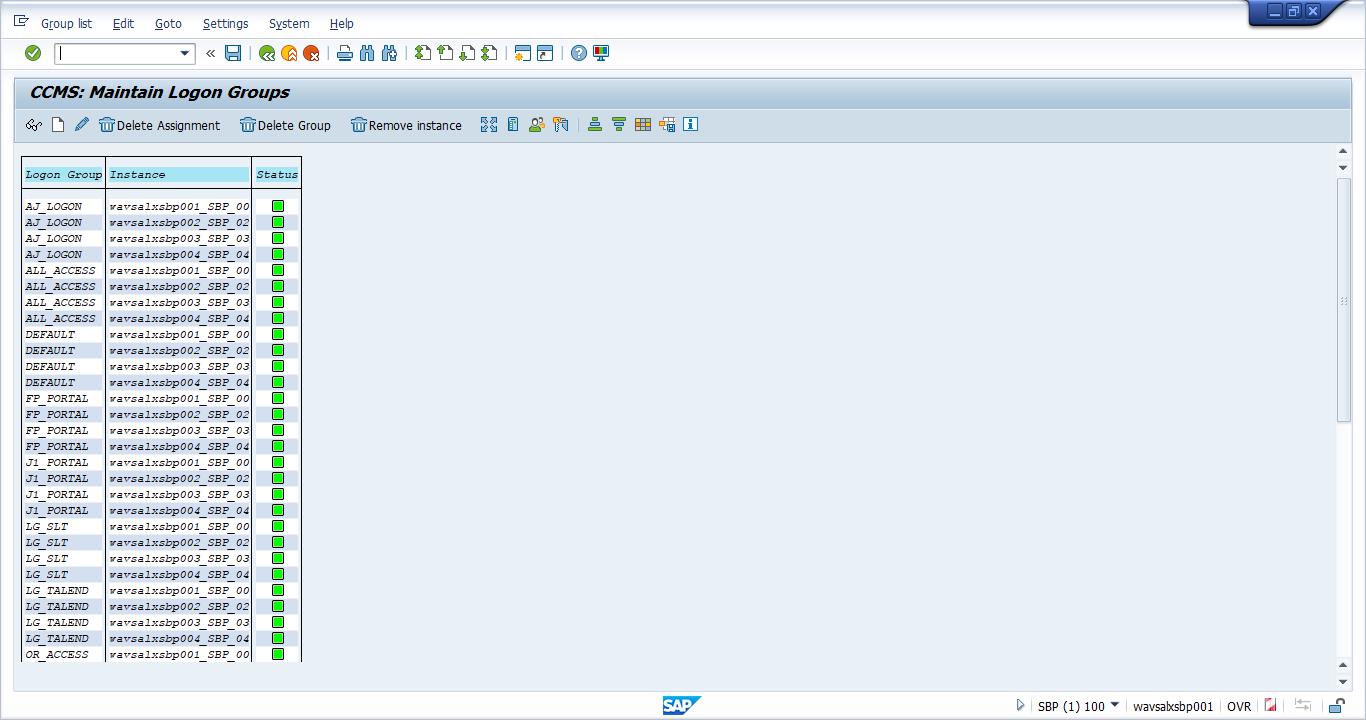 Group list Edit Goto Settings System Help
CCMS: Maintain Logon Groups
Delete Assignment Delete Group Remove instance
Logon Group Instance Status
AJ_LOGON wavsalxsbp001_SBP_00
AJ_LOGON wavsalxsbp002_SBP_02
AJ_LOGON wavsalxsbp003_SBP_03
AJ_LOGON wavsalxsbp004_SBP_04
ALL_ACCESS wavsalxsbp001_SBP_00
ALL_ACCESS wavsalxsbp002_SBP_02
ALL_ACCESS wavsalxsbp003_SBP_03
ALL_ACCESS wavsalxsbp004_SBP_04
DEFAULT wavsalxsbp001_SBP_00
DEFAULT wavsalxsbp002_SBP_02
DEFAULT wavsalxsbp003_SBP_03
DEFAULT wavsalxsbp004_SBP_04
FP_PORTAL wavsalxsbp001_SBP_00
FP_PORTAL wavsalxsbp002_SBP_02
FP_PORTAL wavsalxsbp003_SBP_03
FP_PORTAL wavsalxsbp004_SBP_04
J1_PORTAL wavsalxsbp001_SBP_00
J1_PORTAL wavsalxsbp002_SBP_02
J1_PORTAL wavsalxsbp003_SBP_03
J1_PORTAL wavsalxsbp004_SBP_04
LG_SLT wavsalxsbp001_SBP_00
LG_SLT wavsalxsbp002_SBP_02
LG_SLT wavsalxsbp003_SBP_03
LG_SLT wavsalxsbp004_SBP_04
LG_TALEND wavsalxsbp001_SBP_00
LG_TALEND wavsalxsbp002_SBP_02
LG_TALEND wavsalxsbp003_SBP_03
LG_TALEND wavsalxsbp004_SBP_04
OR_ACCESS wavsalxsbp001_SBP_00
SAP SBP (1) 100 wavsalxsbp001 OVR